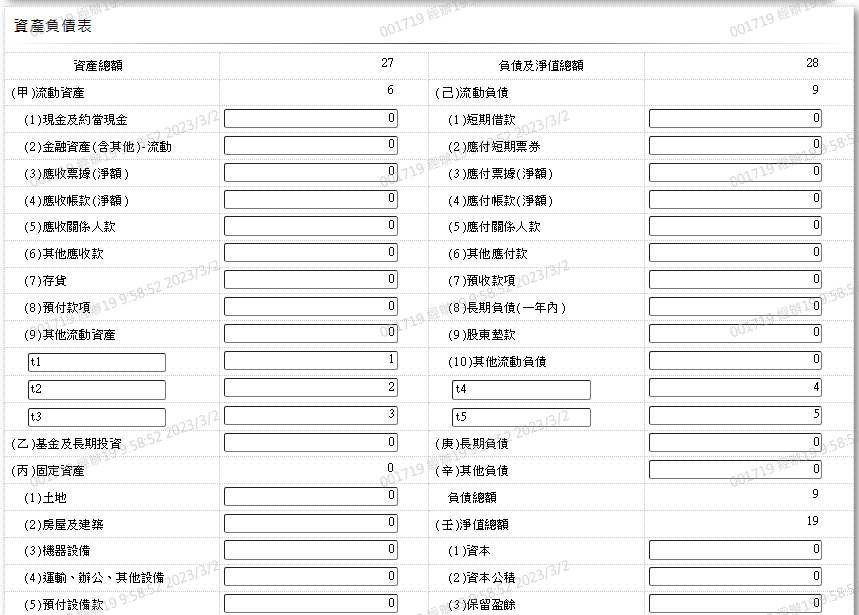 資產負債表
資產總額 27 負債及淨值總額 28
(甲)流動資產 6 (己)流動負債 9
(1)現金及約當現金 0 (1)短期借款 0
(2)金融資產(含其他)-流動 0 (2)應付短期票券 0
(3)應收票據(淨額) 0 (3)應付票據(淨額) 0
(4)應收帳款(淨額) 0 (4)應付帳款(淨額) 0
(5)應收關係人款 0 (5)應付關係人款 0
(6)其他應收款 0 (6)其他應付款 0
(7)存貨 0 (7)預收款項 0
(8)預付款項 0 (8)長期負債(一年內) 0
(9)其他流動資產 0 (9)股東墊款 0
t1 1 (10)其他流動負債 0
t2 2 t4 4
t3 3 t5 5
(乙)基金及長期投資 0 (庚)長期負債 0
(丙)固定資產 0 (辛)其他負債 0
(1)土地 0 負債總額 9
(2)房屋及建築 0 (壬)淨值總額 19
(3)機器設備 0 (1)資本 0
(4)運輸、辦公、其他設備 0 (2)資本公積 0
(5)預付設備款 0 (3)保留盈餘 0
001719 經辦19 9:58:52 2023/3/2